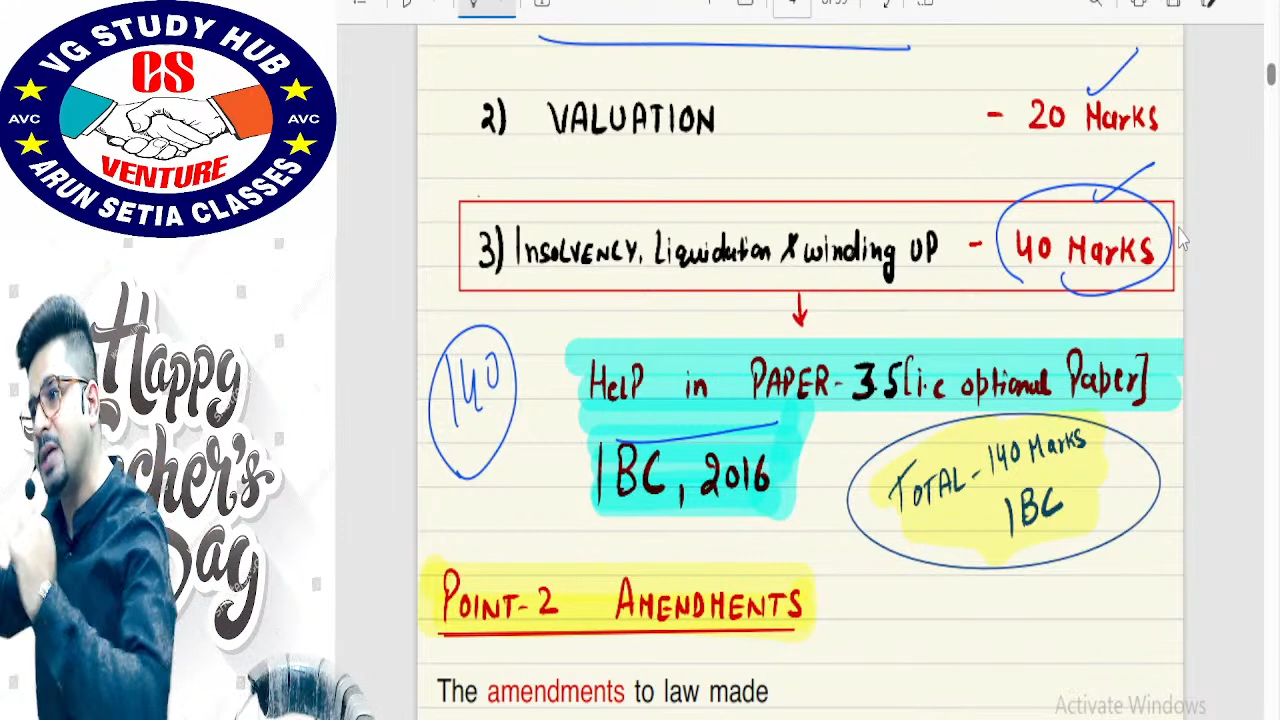 VG STUDY HUB
CS
AVC
AVC
VENTURE
ARUN SETIA CLASSES
2) VALUATION - 20 Marks
3) INSOLVENCY, Liquidation & winding UP - 40 Marks
140
HELP in PAPER- 3.5 [i.e optional Paper]
IBC, 2016
TOTAL - 140 Marks
IBC
POINT- 2 AMENDMENTS
The amendments to law made
Happy
cher's
Day
Activate Windows